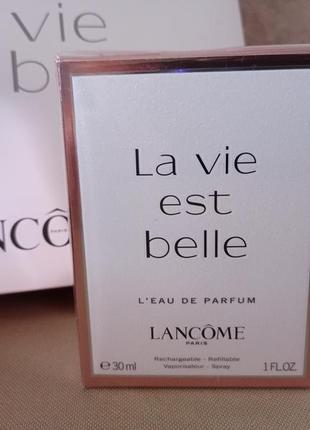 vie
belle
NCÔ
PARIS
La vie
est
belle
L'EAU DE PARFUM
LANCÔME
PARIS
Rechargeable - Refillable
Vaporisateur - Spray
℮ 30 ml 1 FL.OZ.